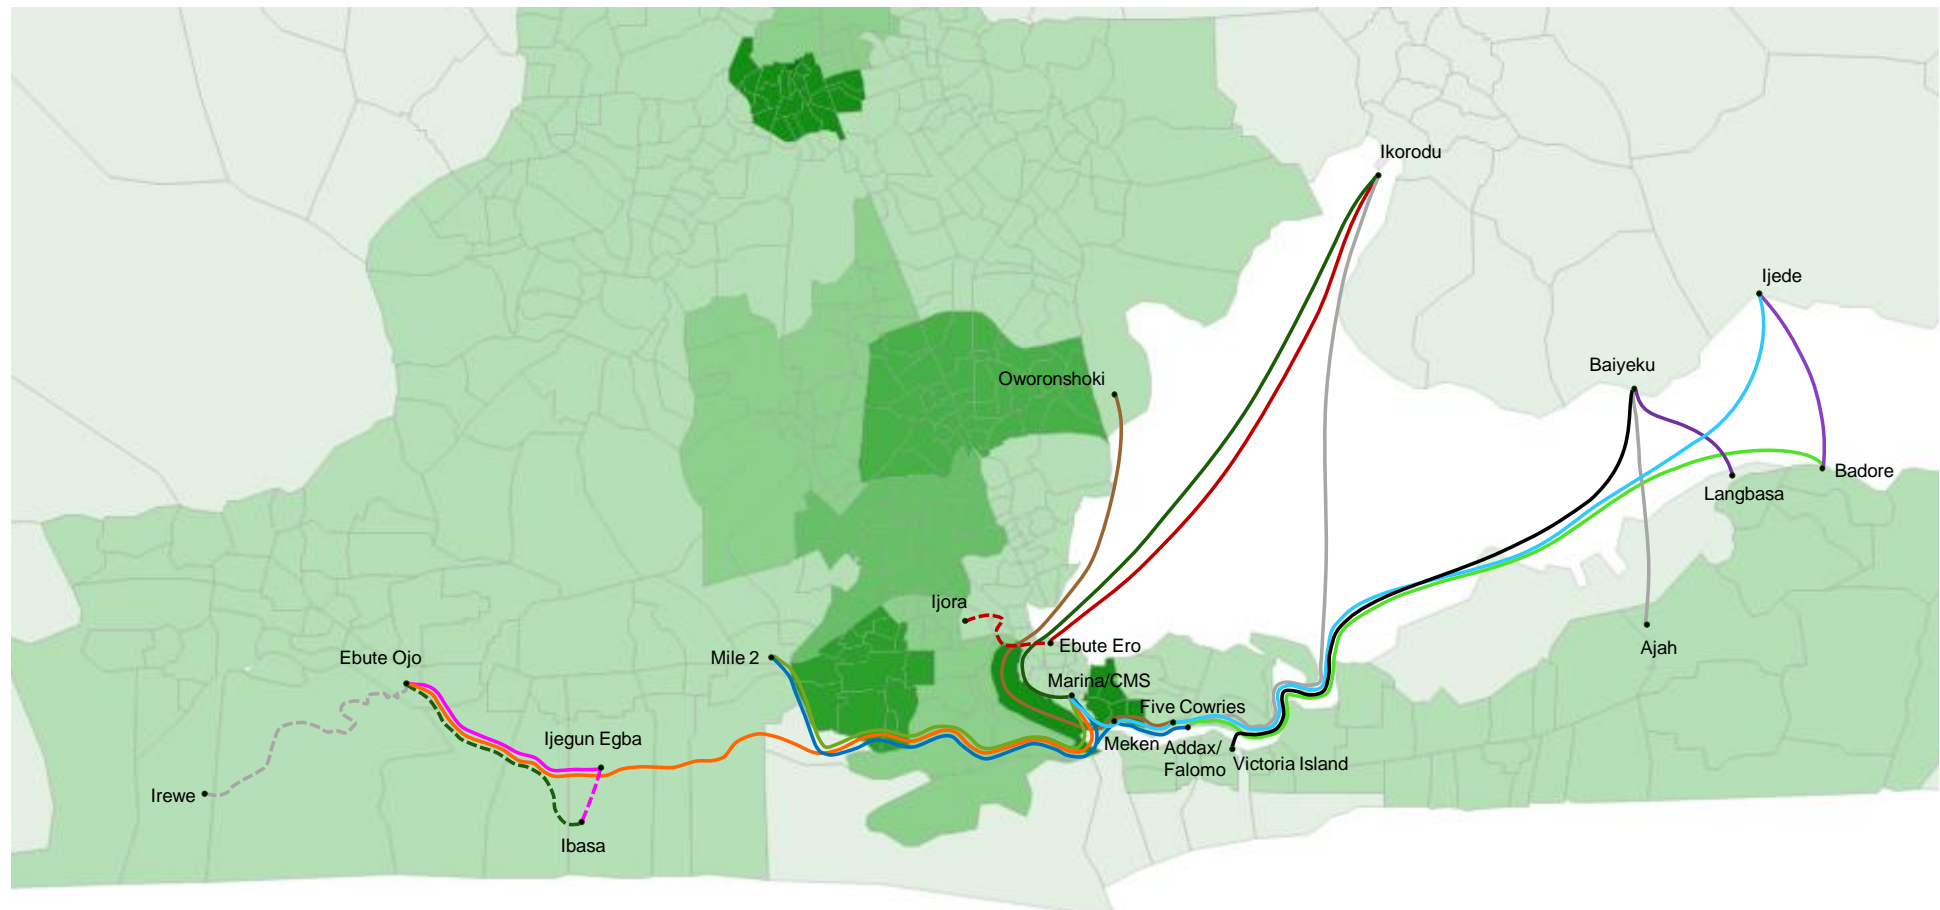 Ikorodu
Ijede
Baiyeku
Oworonshoki
Badore
Langbasa
Ijora
Ebute Ero
Ajah
Ebute Ojo
Mile 2
Marina/CMS
Five Cowries
Ijegun Egba
Meken
Addax/
Falomo
Victoria Island
Irewe
Ibasa